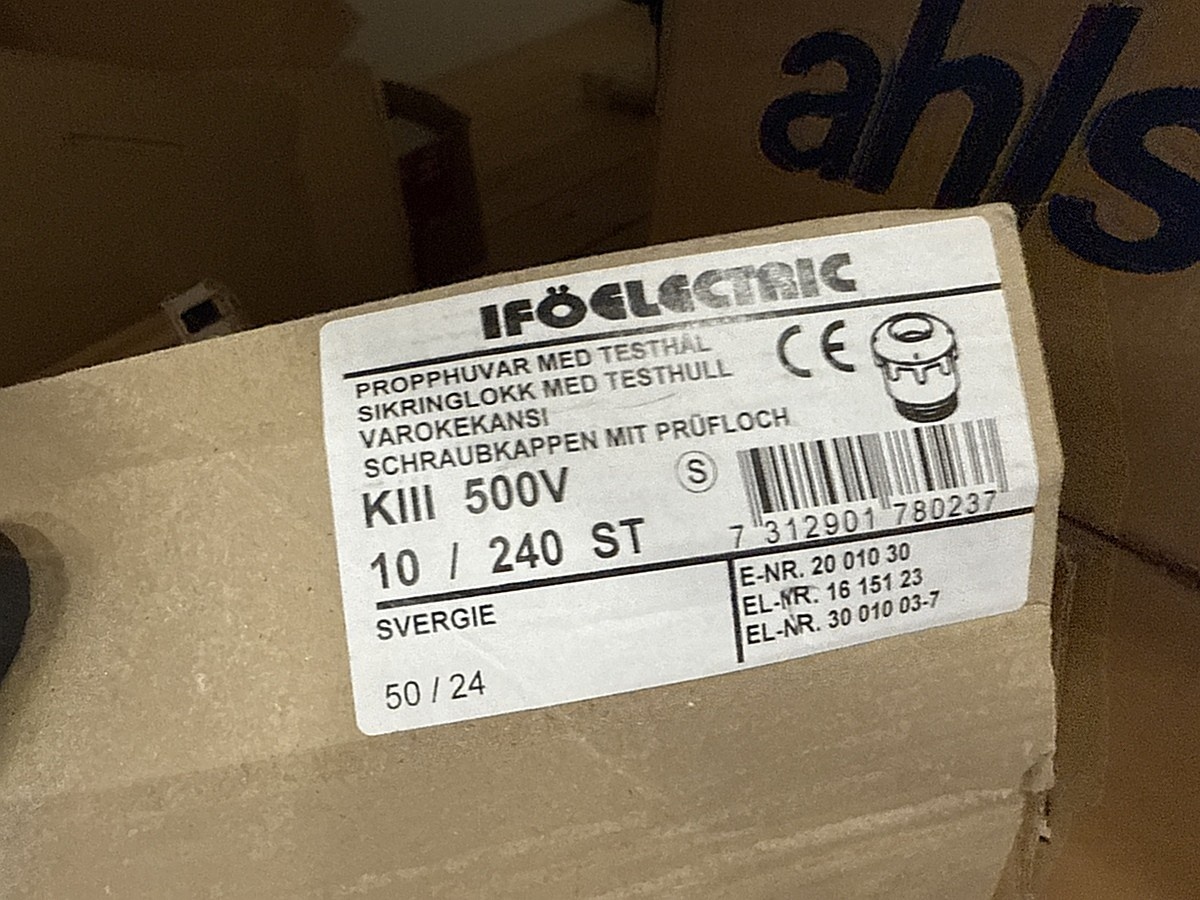 ahls
IFÖELECTRIC
PROPPHUVAR MED TESTHÅL
SIKRINGLOKK MED TESTHULL
VAROKEKANSI
SCHRAUBKAPPEN MIT PRÜFLOCH
CE
KIII 500V
S
10 / 240 ST
7 312901 780237
SVERGIE
E-NR. 20 010 30
EL-NR. 16 151 23
EL-NR. 30 010 03-7
50 / 24